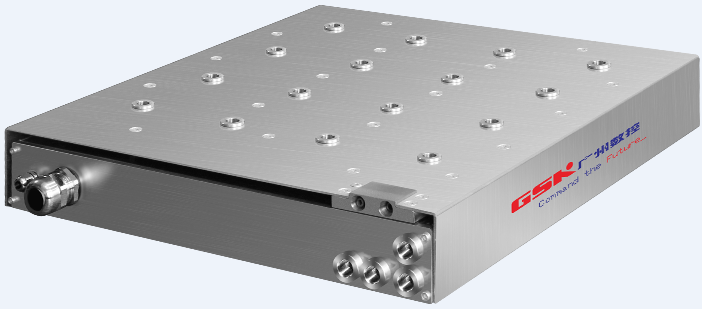 GSK广州数控
Command the Future